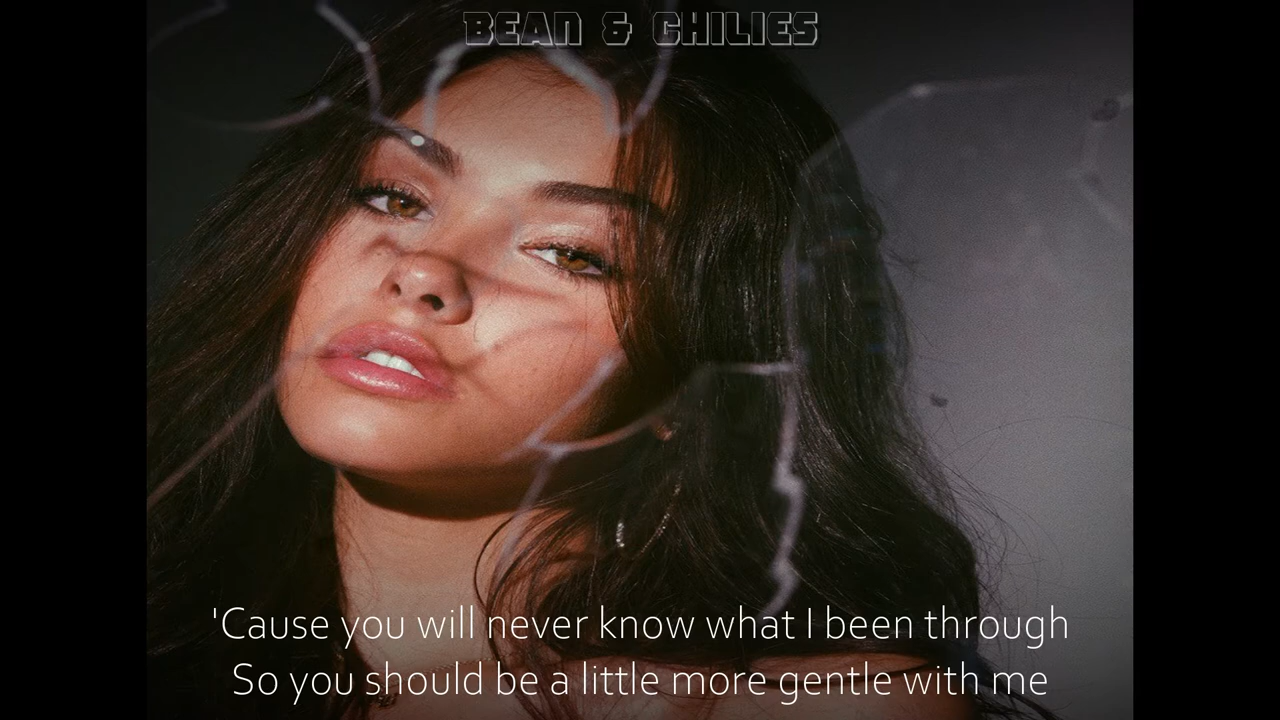 BEAN & CHILIES
'Cause you will never know what I been through
So you should be a little more gentle with me